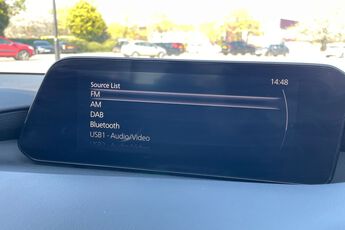 Source List
14:48
FM
AM
DAB
Bluetooth
USB1 - Audio/Video